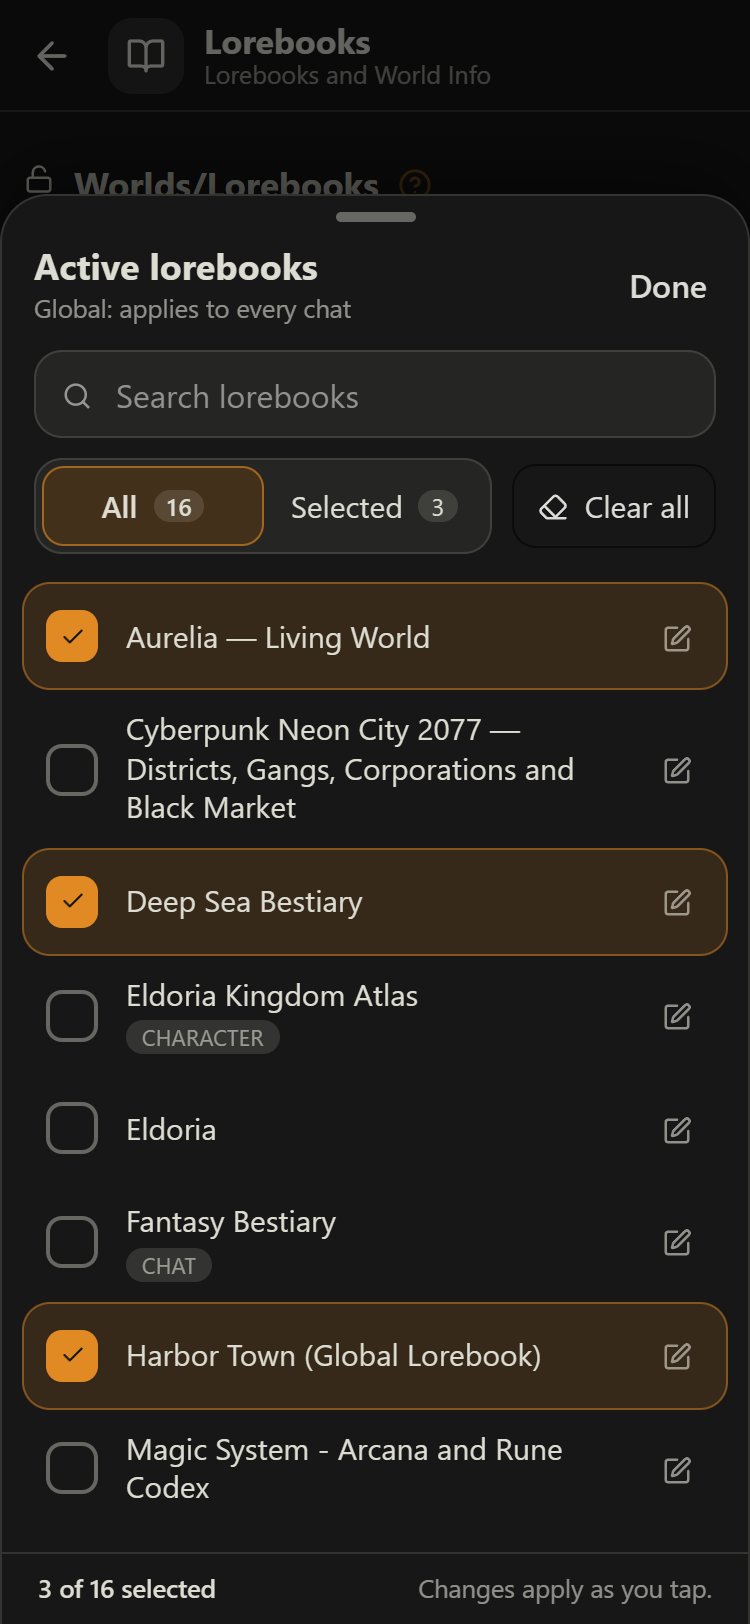 Lorebooks
Lorebooks and World Info
Worlds/Lorebooks ?
Active lorebooks
Global: applies to every chat
Done
Search lorebooks
All 16
Selected 3
Clear all
Aurelia — Living World
Cyberpunk Neon City 2077 —
Districts, Gangs, Corporations and
Black Market
Deep Sea Bestiary
Eldoria Kingdom Atlas
CHARACTER
Eldoria
Fantasy Bestiary
CHAT
Harbor Town (Global Lorebook)
Magic System - Arcana and Rune
Codex
3 of 16 selected
Changes apply as you tap.